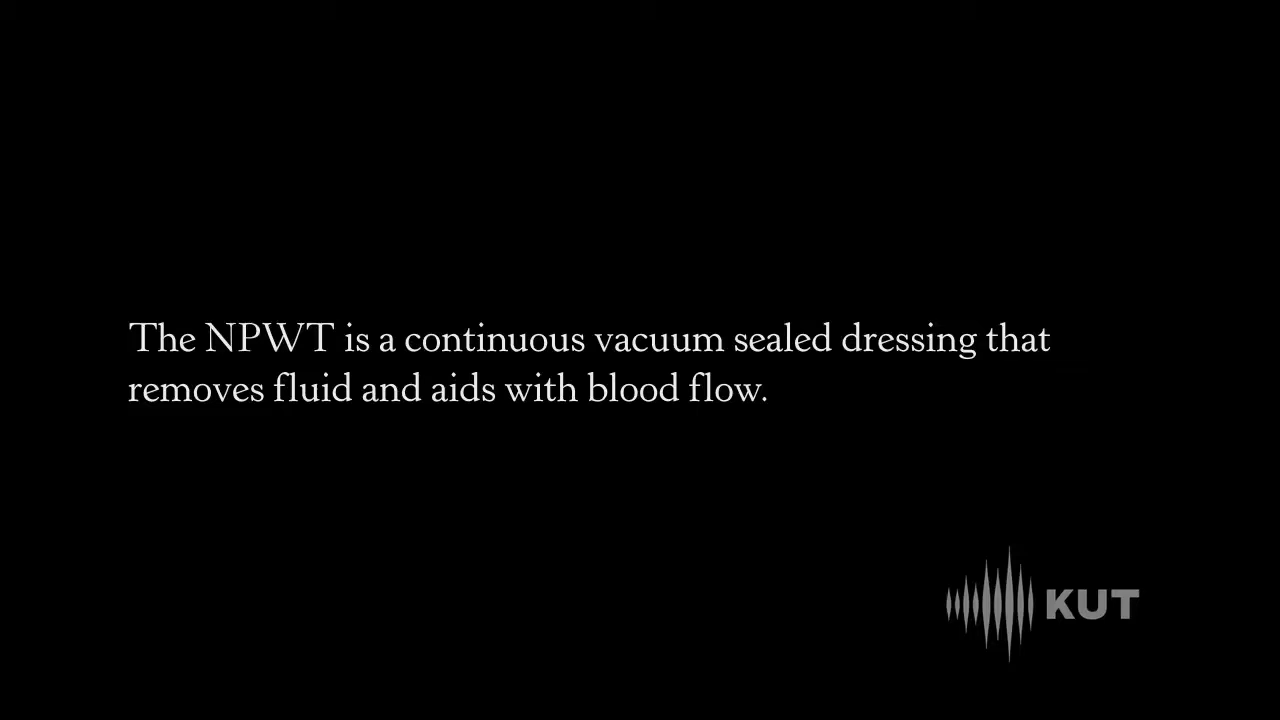 The NPWT is a continuous vacuum sealed dressing that
removes fluid and aids with blood flow.
KUT